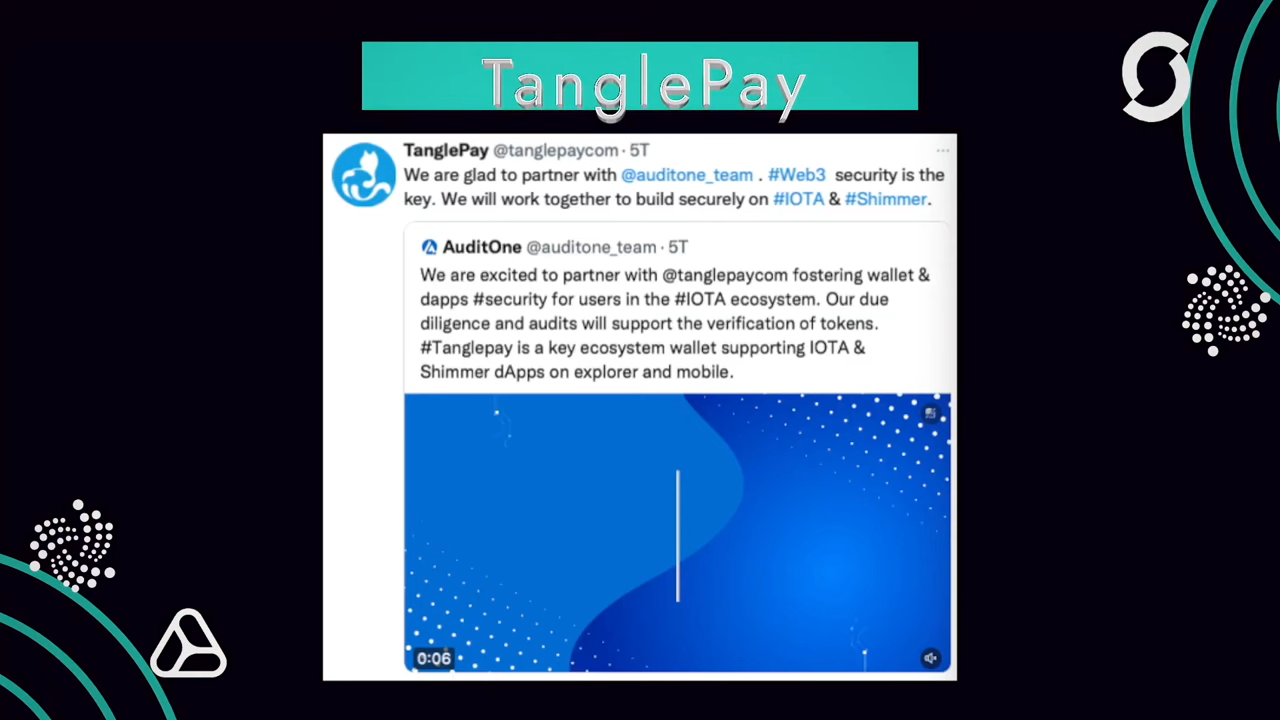 TanglePay
TanglePay @tanglepaycom · 5T
We are glad to partner with @auditone_team . #Web3 security is the
key. We will work together to build securely on #IOTA & #Shimmer.
AuditOne @auditone_team · 5T
We are excited to partner with @tanglepaycom fostering wallet &
dapps #security for users in the #IOTA ecosystem. Our due
diligence and audits will support the verification of tokens.
#Tanglepay is a key ecosystem wallet supporting IOTA &
Shimmer dApps on explorer and mobile.
0:06